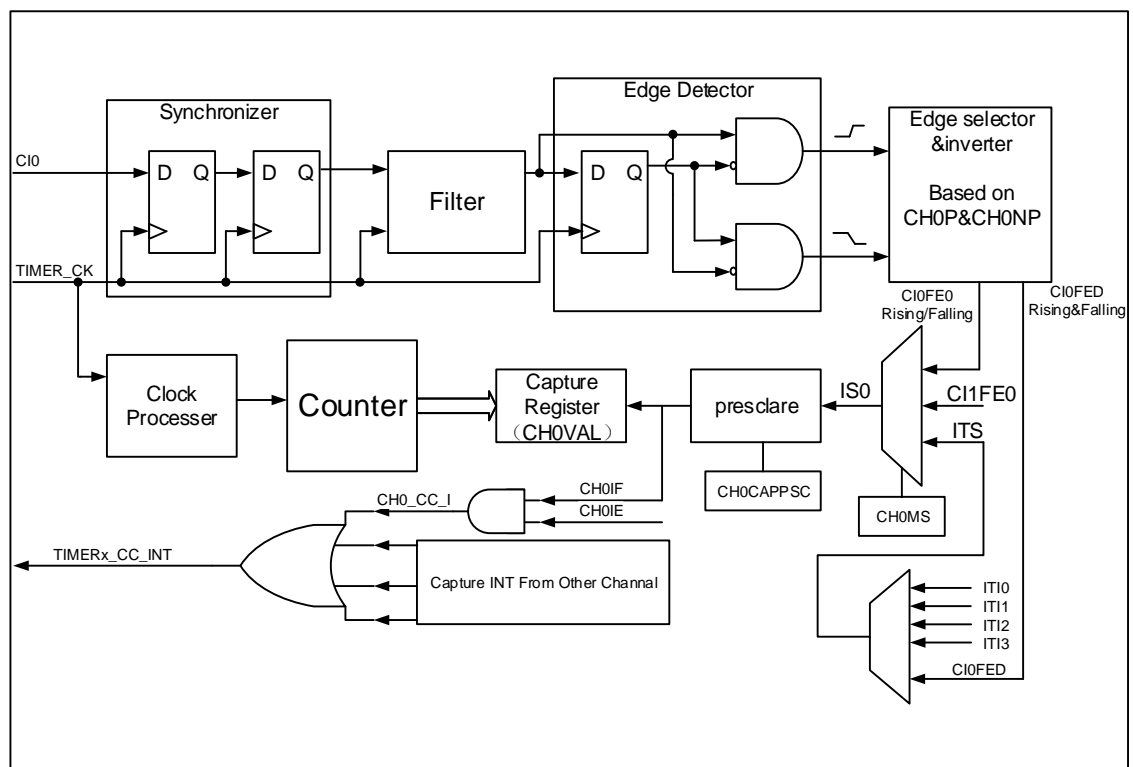 Synchronizer
Edge Detector
CI0
D Q
D Q
Filter
D Q
Edge selector
&inverter
Based on
CH0P&CH0NP
TIMER_CK
CI0FE0
Rising/Falling
CI0FED
Rising&Falling
Clock
Processer
Counter
Capture
Register
（CH0VAL）
presclare
IS0
CI1FE0
ITS
CH0CAPPSC
CH0MS
CH0_CC_I
CH0IF
CH0IE
TIMERx_CC_INT
Capture INT From Other Channel
ITI0
ITI1
ITI2
ITI3
CI0FED